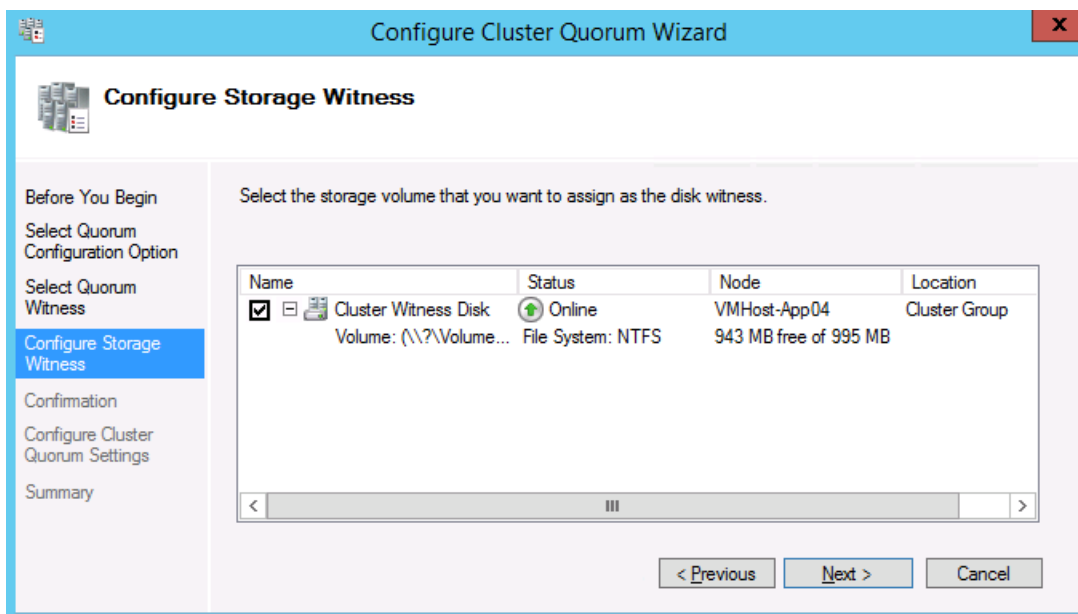 Configure Cluster Quorum Wizard
x
Configure Storage Witness
Before You Begin
Select Quorum
Configuration Option
Select Quorum
Witness
Configure Storage
Witness
Confirmation
Configure Cluster
Quorum Settings
Summary
Select the storage volume that you want to assign as the disk witness.
Name Status Node Location
Cluster Witness Disk Online VMHost-App04 Cluster Group
Volume: (\\?\Volume... File System: NTFS 943 MB free of 995 MB
< Previous Next > Cancel